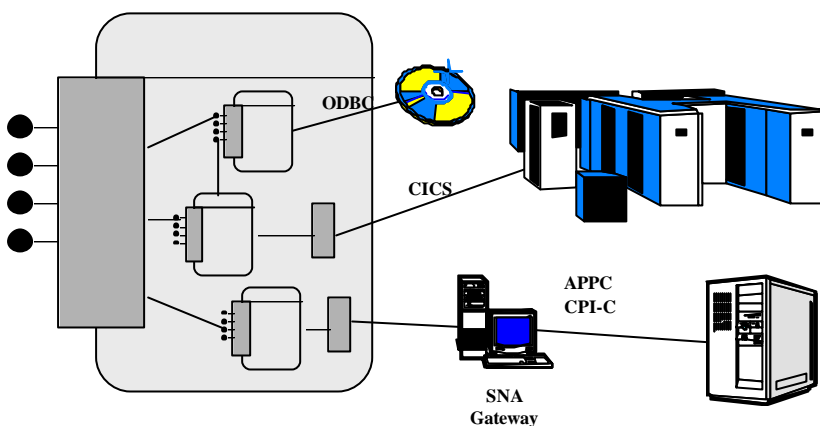 ODBC
CICS
APPC
CPI-C
SNA
Gateway